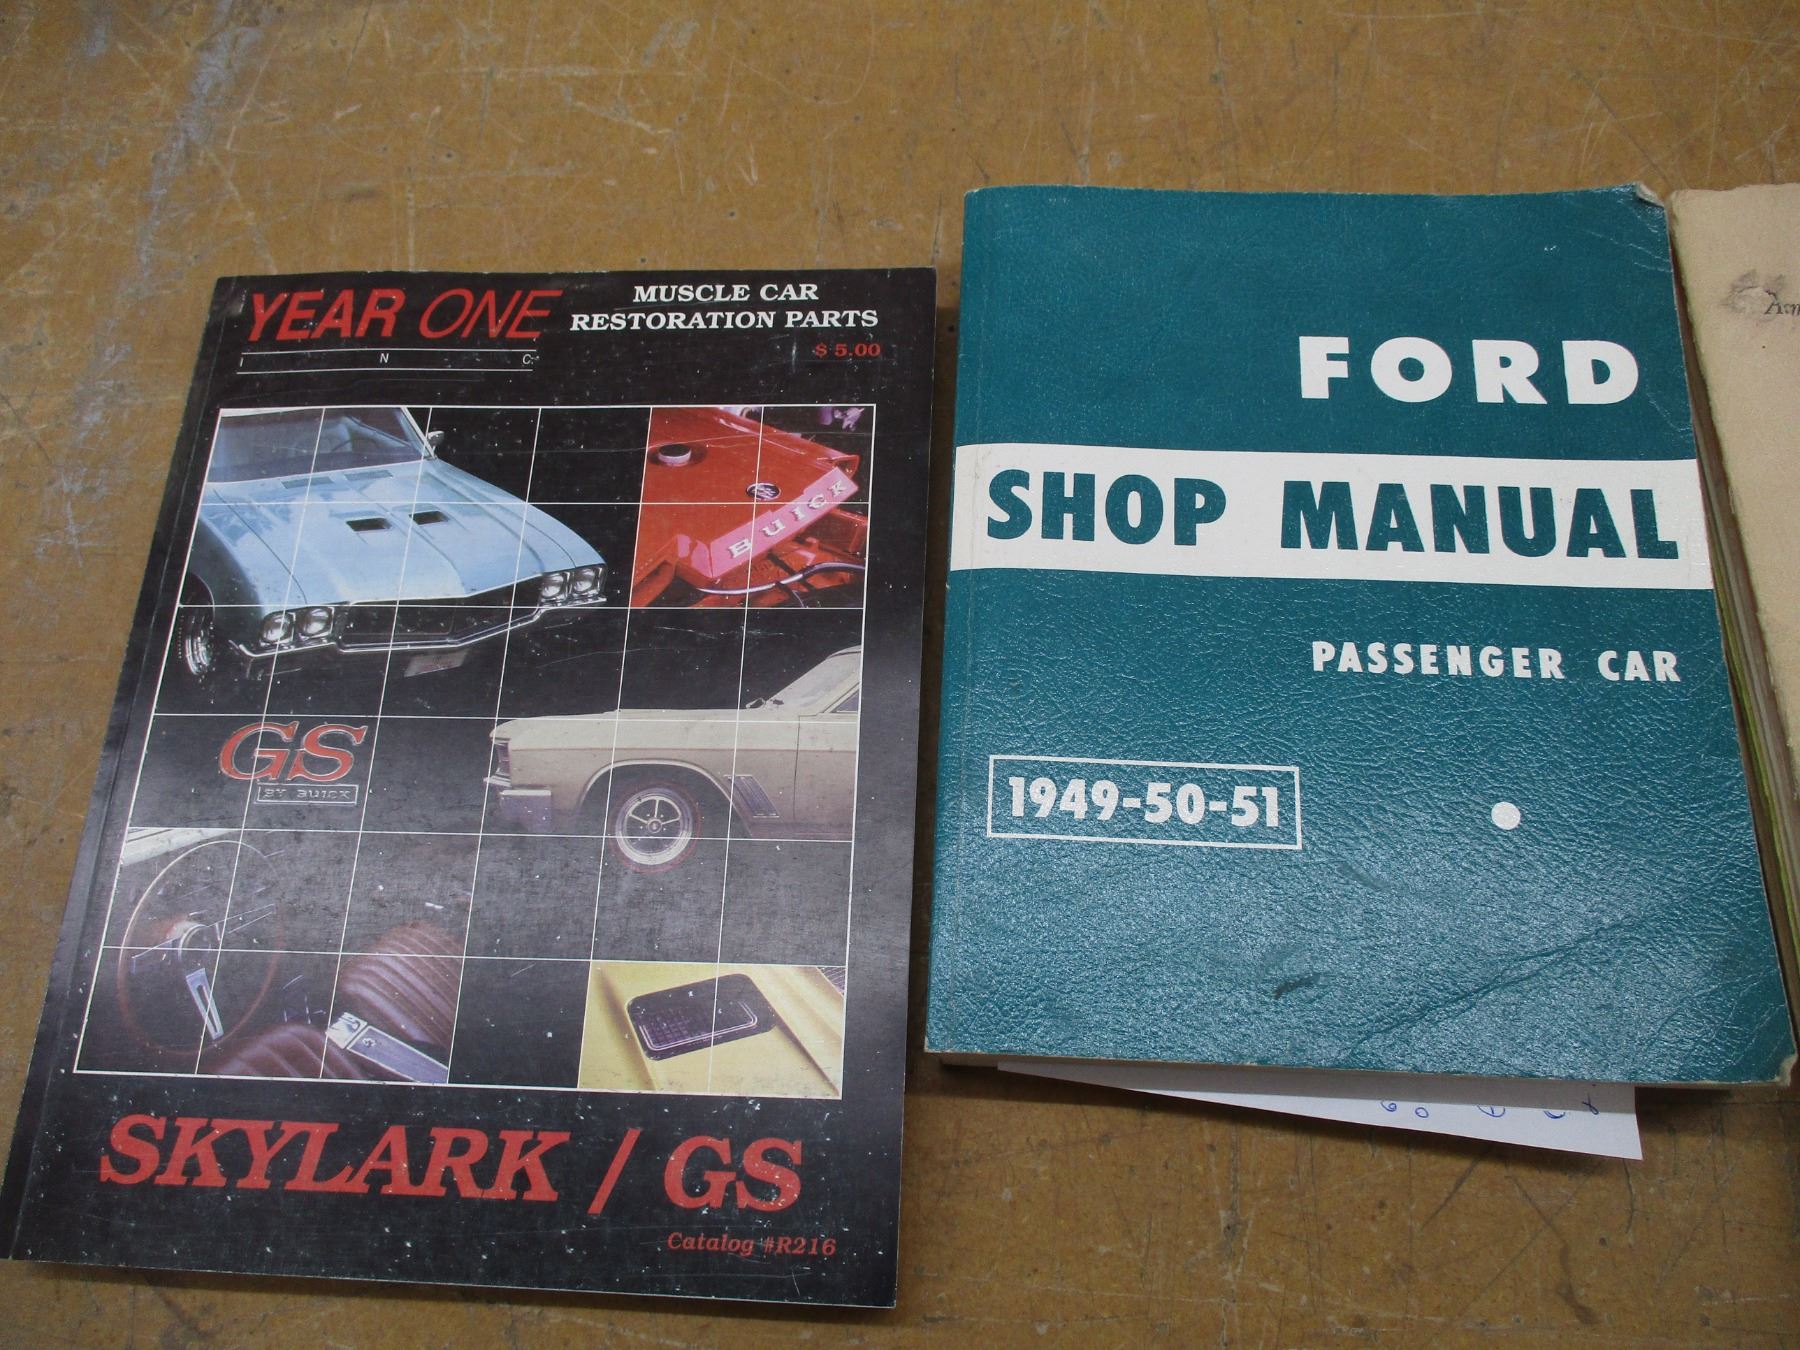 YEAR ONE
INC.
MUSCLE CAR
RESTORATION PARTS
$ 5.00
BUICK
GS
BY BUICK
SKYLARK / GS
Catalog #R216
FORD
SHOP MANUAL
PASSENGER CAR
1949-50-51